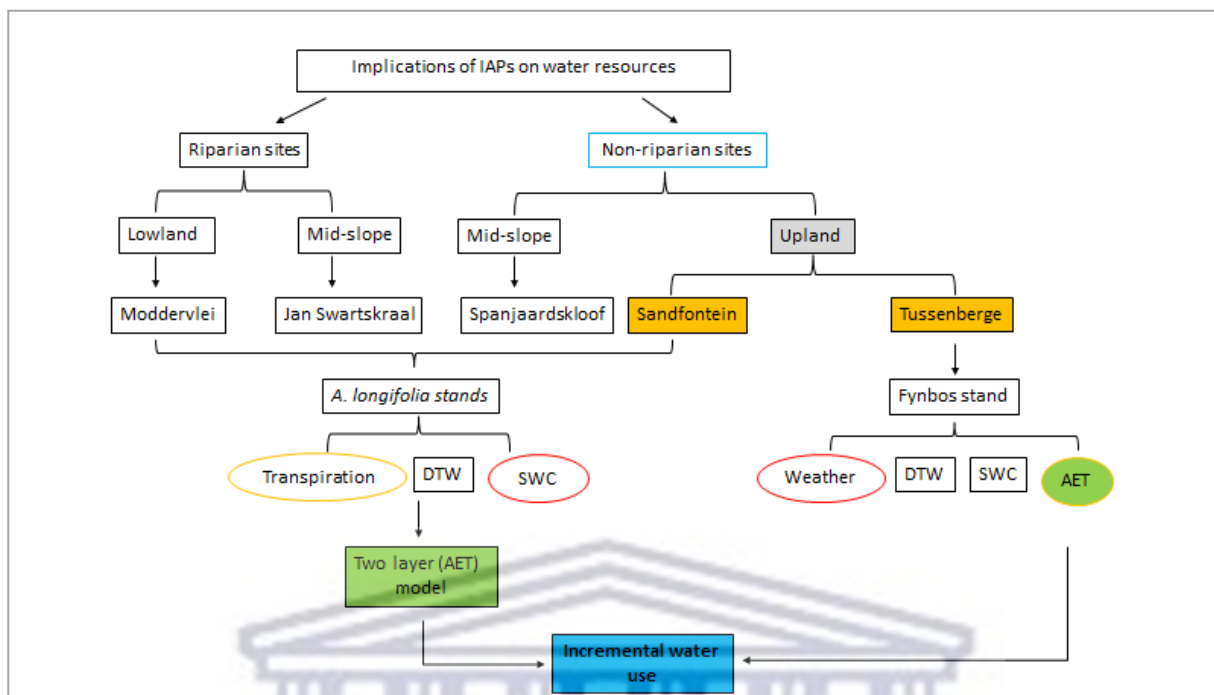 Implications of IAPs on water resources
Riparian sites
Non-riparian sites
Lowland
Mid-slope
Mid-slope
Upland
Moddervlei
Jan Swartskraal
Spanjaardskloof
Sandfontein
Tussenberge
A. longifolia stands
Fynbos stand
Transpiration
DTW
SWC
Weather
DTW
SWC
AET
Two layer (AET)
model
Incremental water
use